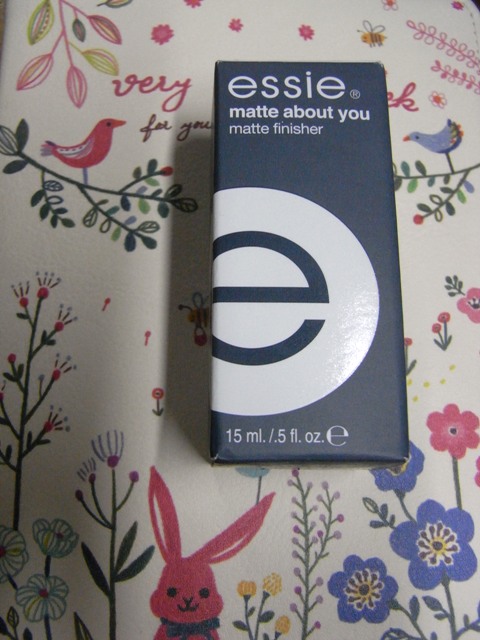 essie®
matte about you
matte finisher
e
15 ml./.5 fl. oz.℮
very
for you